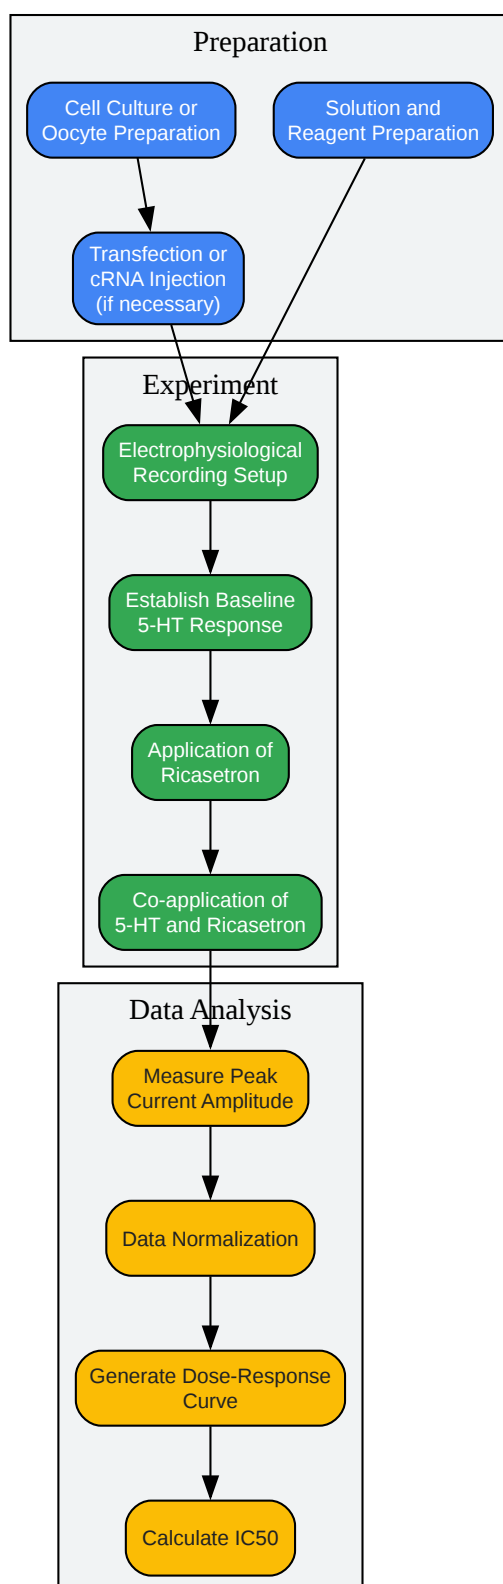 Preparation
Cell Culture or
Oocyte Preparation
Solution and
Reagent Preparation
Transfection or
cRNA Injection
(if necessary)
Experiment
Electrophysiological
Recording Setup
Establish Baseline
5-HT Response
Application of
Ricasetron
Co-application of
5-HT and Ricasetron
Data Analysis
Measure Peak
Current Amplitude
Data Normalization
Generate Dose-Response
Curve
Calculate IC50